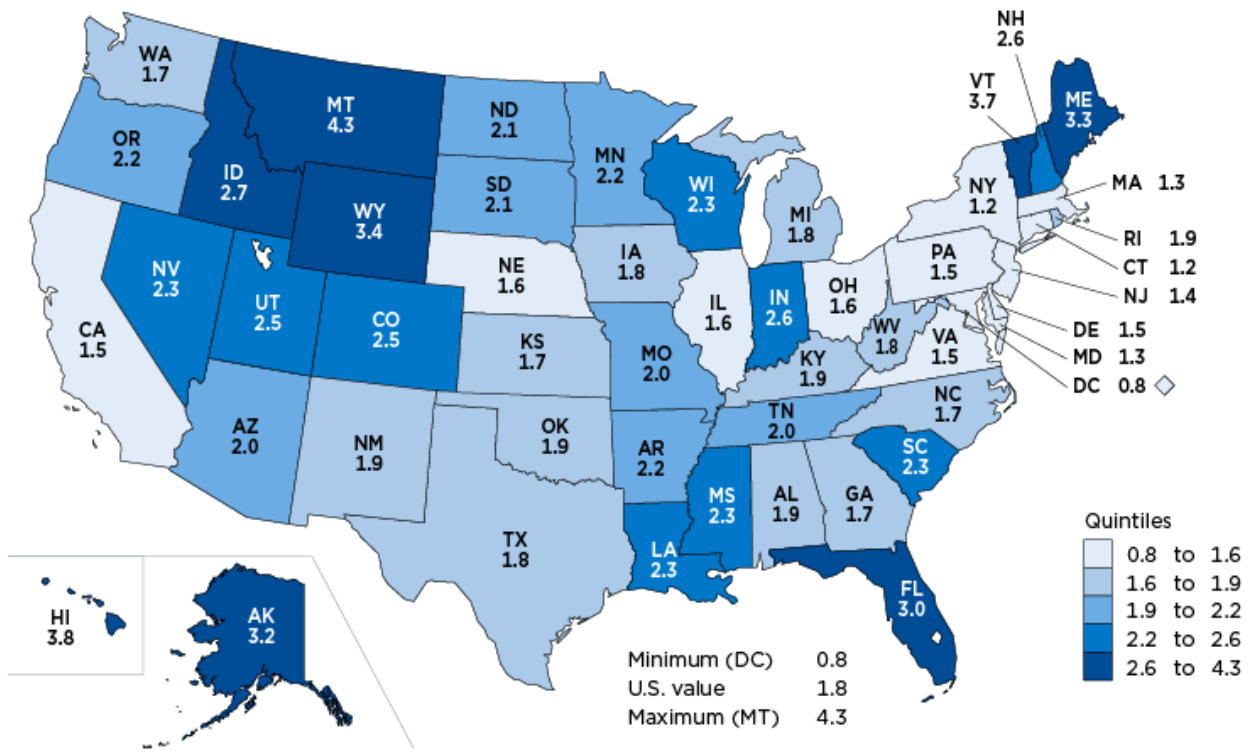 NH
2.6
WA
1.7
VT
3.7
ME
3.3
MT
4.3
ND
2.1
OR
2.2
MN
2.2
ID
2.7
SD
2.1
WI
2.3
NY
1.2
MA 1.3
WY
3.4
MI
1.8
RI 1.9
CT 1.2
NJ 1.4
IA
1.8
PA
1.5
NE
1.6
NV
2.3
OH
1.6
IL
1.6
IN
2.6
UT
2.5
CO
2.5
CA
1.5
WV
1.8
VA
1.5
DE 1.5
MD 1.3
DC 0.8
KS
1.7
MO
2.0
KY
1.9
NC
1.7
TN
2.0
AZ
2.0
NM
1.9
OK
1.9
AR
2.2
SC
2.3
MS
2.3
AL
1.9
GA
1.7
TX
1.8
LA
2.3
FL
3.0
HI
3.8
AK
3.2
Quintiles
0.8 to 1.6
1.6 to 1.9
1.9 to 2.2
2.2 to 2.6
2.6 to 4.3
Minimum (DC) 0.8
U.S. value 1.8
Maximum (MT) 4.3